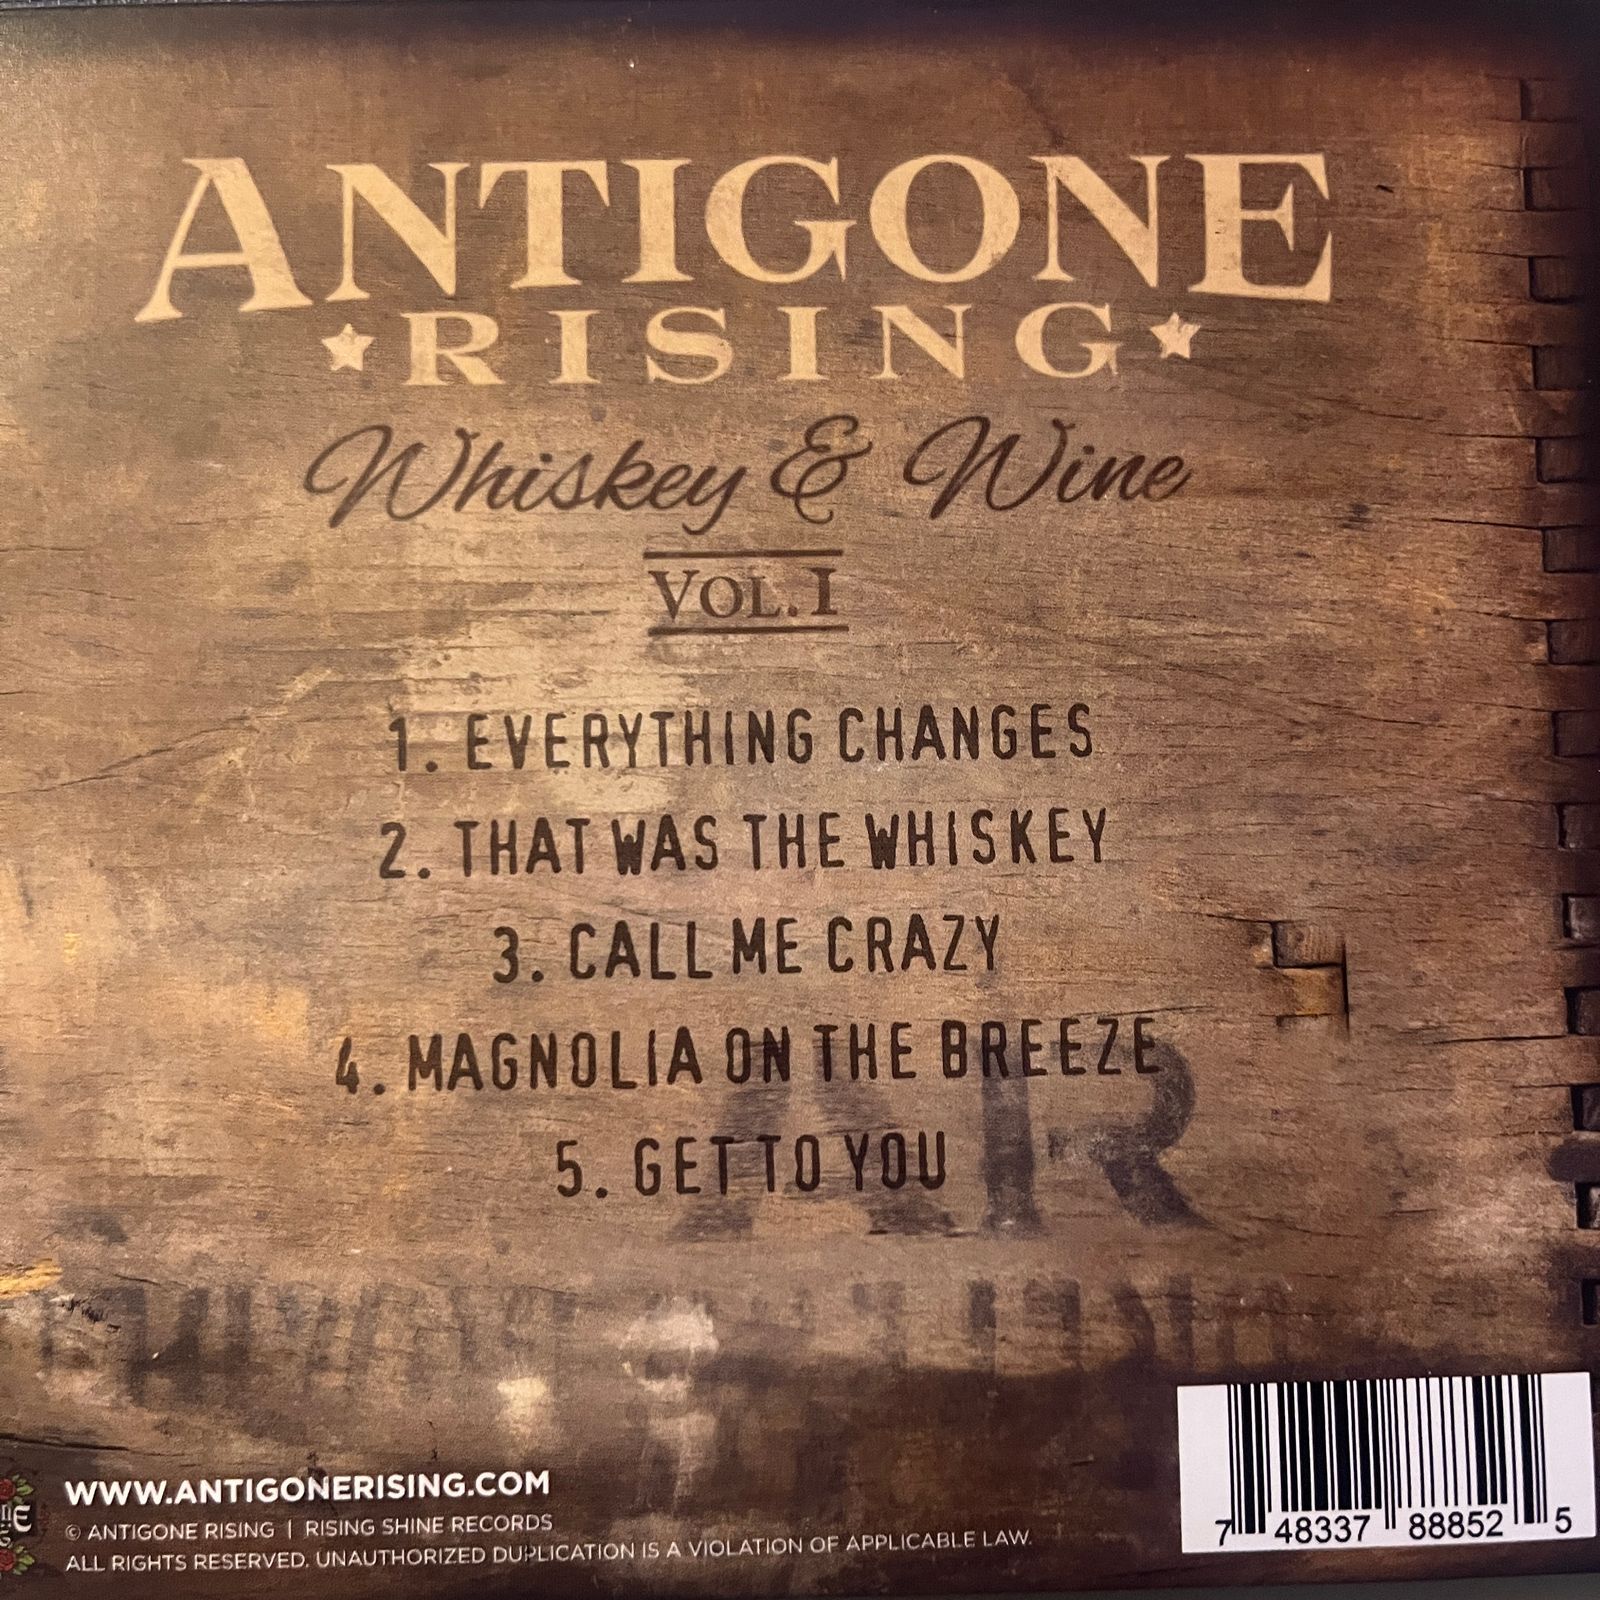 ANTIGONE
RISING
Whiskey & Wine
VOL. I
1. EVERYTHING CHANGES
2. THAT WAS THE WHISKEY
3. CALL ME CRAZY
4. MAGNOLIA ON THE BREEZE
5. GET TO YOU
AR
WWW.ANTIGONERISING.COM
© ANTIGONE RISING | RISING SHINE RECORDS
ALL RIGHTS RESERVED. UNAUTHORIZED DUPLICATION IS A VIOLATION OF APPLICABLE LAW.
7 48337 88852 5